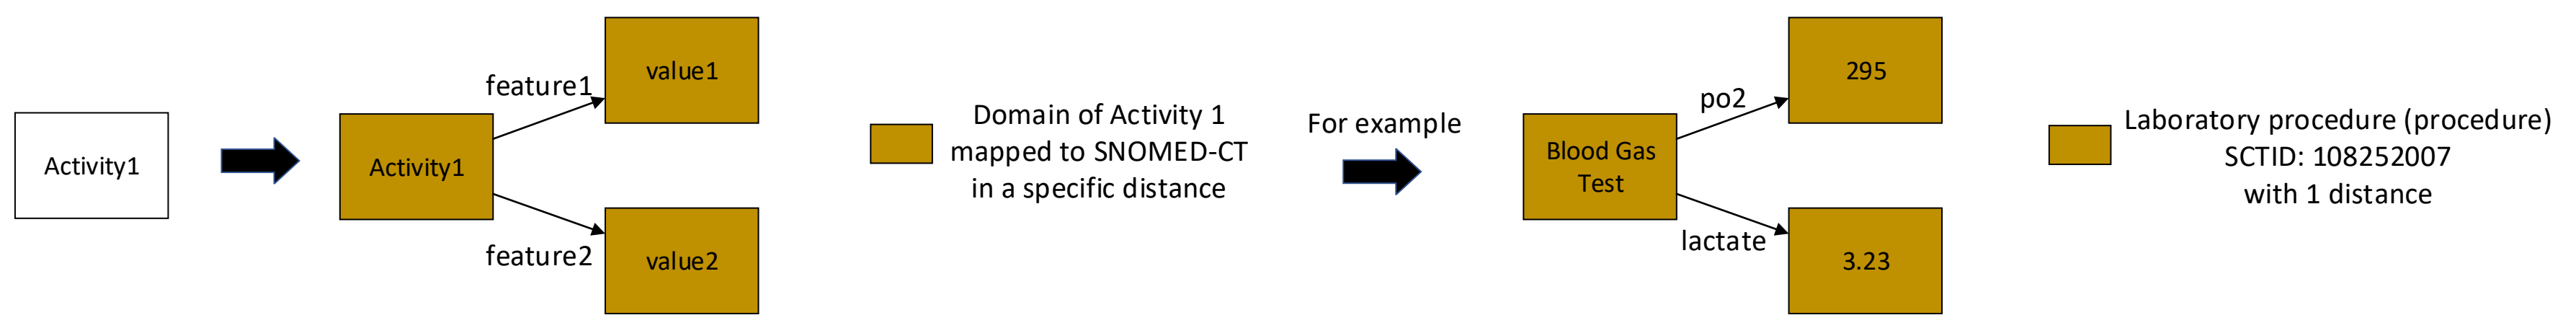 Activity1
Activity1
feature1
value1
feature2
value2
Domain of Activity 1
mapped to SNOMED-CT
in a specific distance
For example
Blood Gas
Test
po2
295
lactate
3.23
Laboratory procedure (procedure)
SCTID: 108252007
with 1 distance